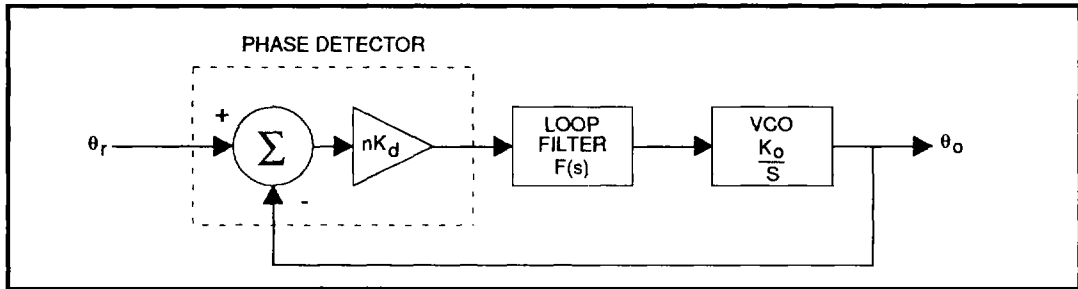 PHASE DETECTOR
+
θr
Σ
nKd
LOOP
FILTER
F(s)
VCO
Ko
S
θo
-